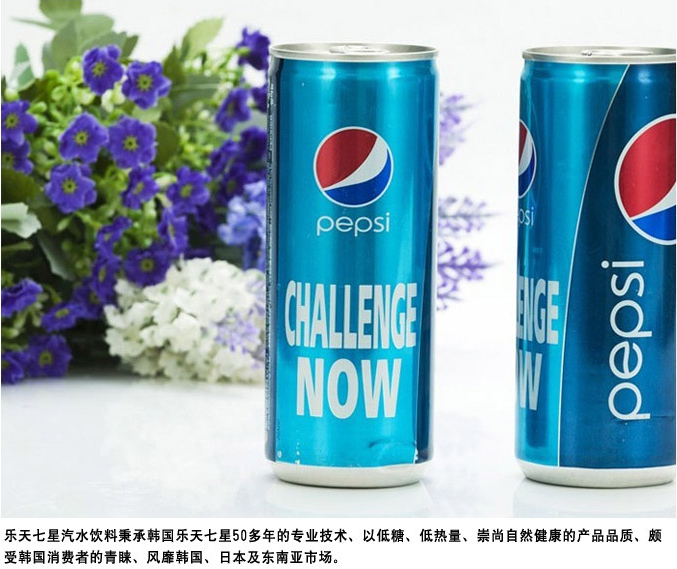 pepsi
CHALLENGE
NOW
psi
ENGE
W
pepsi
乐天七星汽水饮料秉承韩国乐天七星50多年的专业技术、以低糖、低热量、崇尚自然健康的产品品质、颇
受韩国消费者的青睐、风靡韩国、日本及东南亚市场。